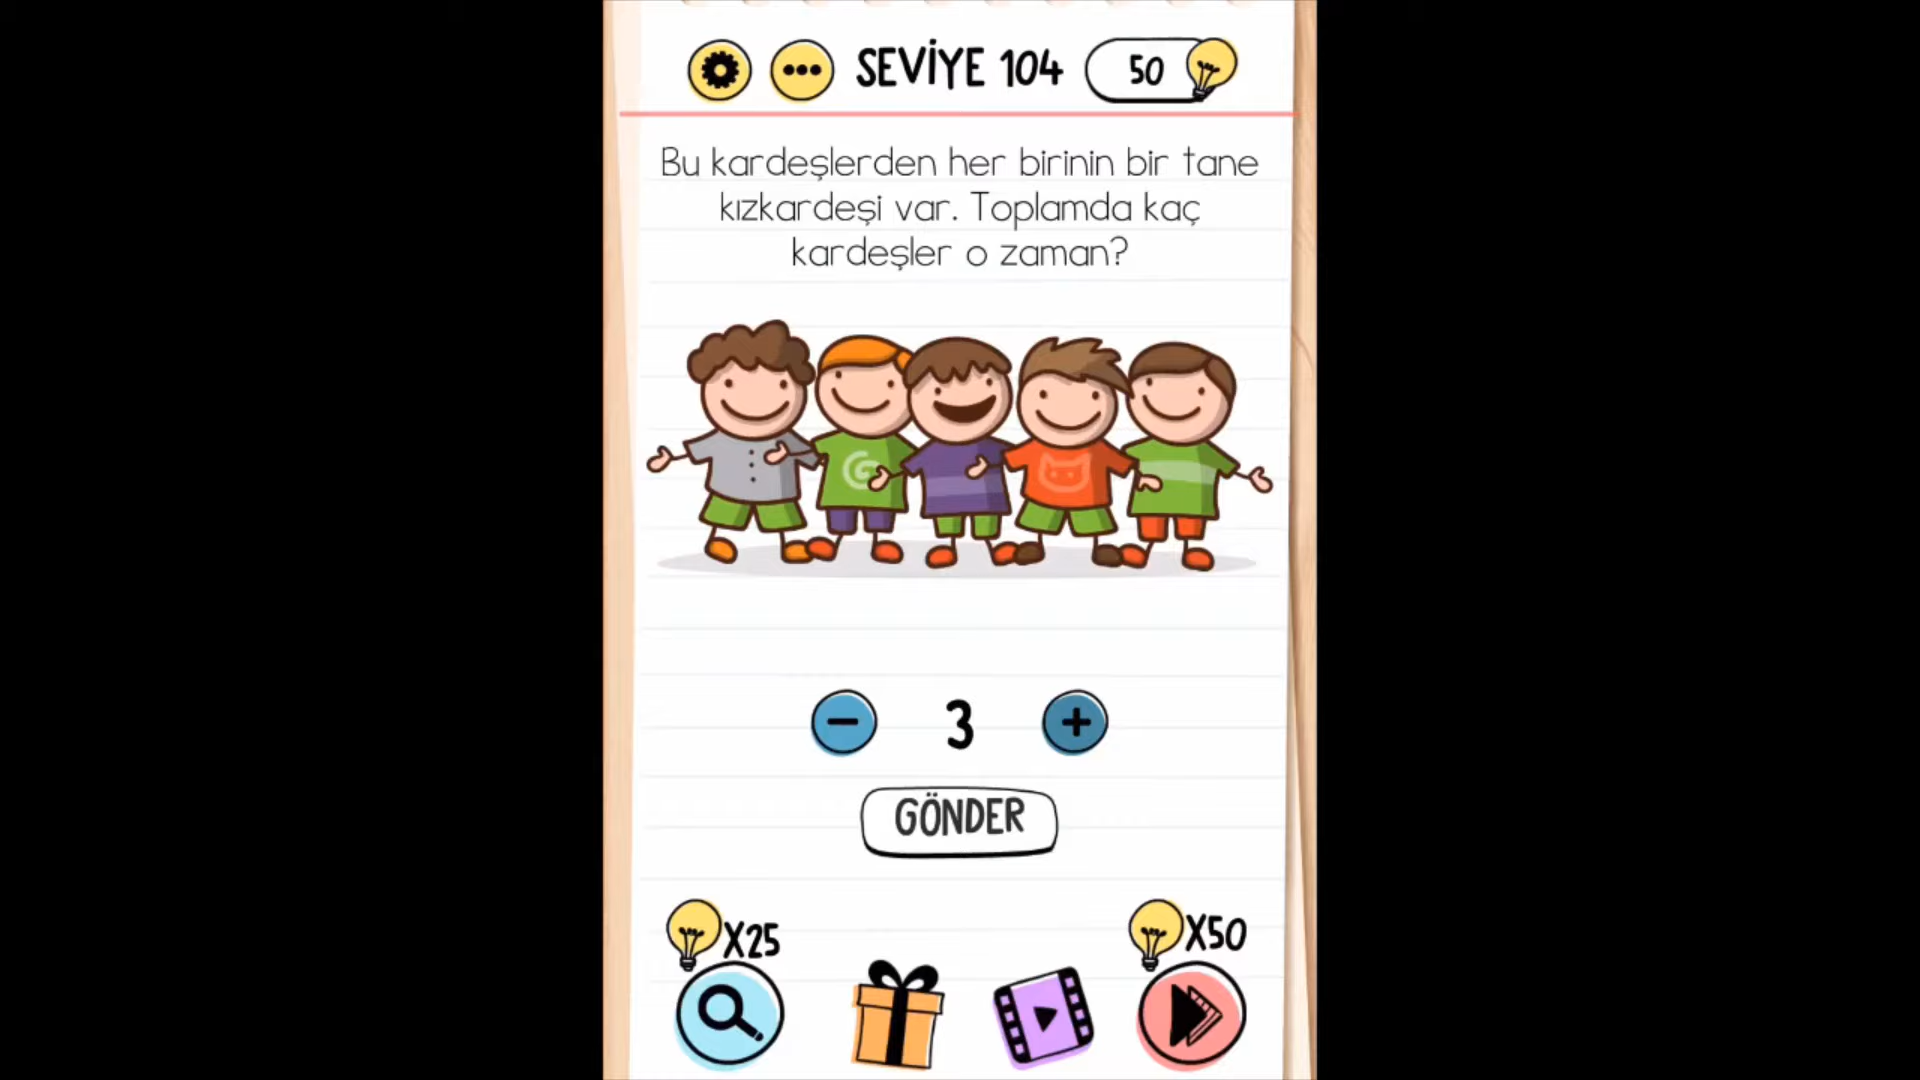 SEVİYE 104
50
Bu kardeşlerden her birinin bir tane
kızkardeşi var. Toplamda kaç
kardeşler o zaman?
- 3 +
GÖNDER
X25
X50